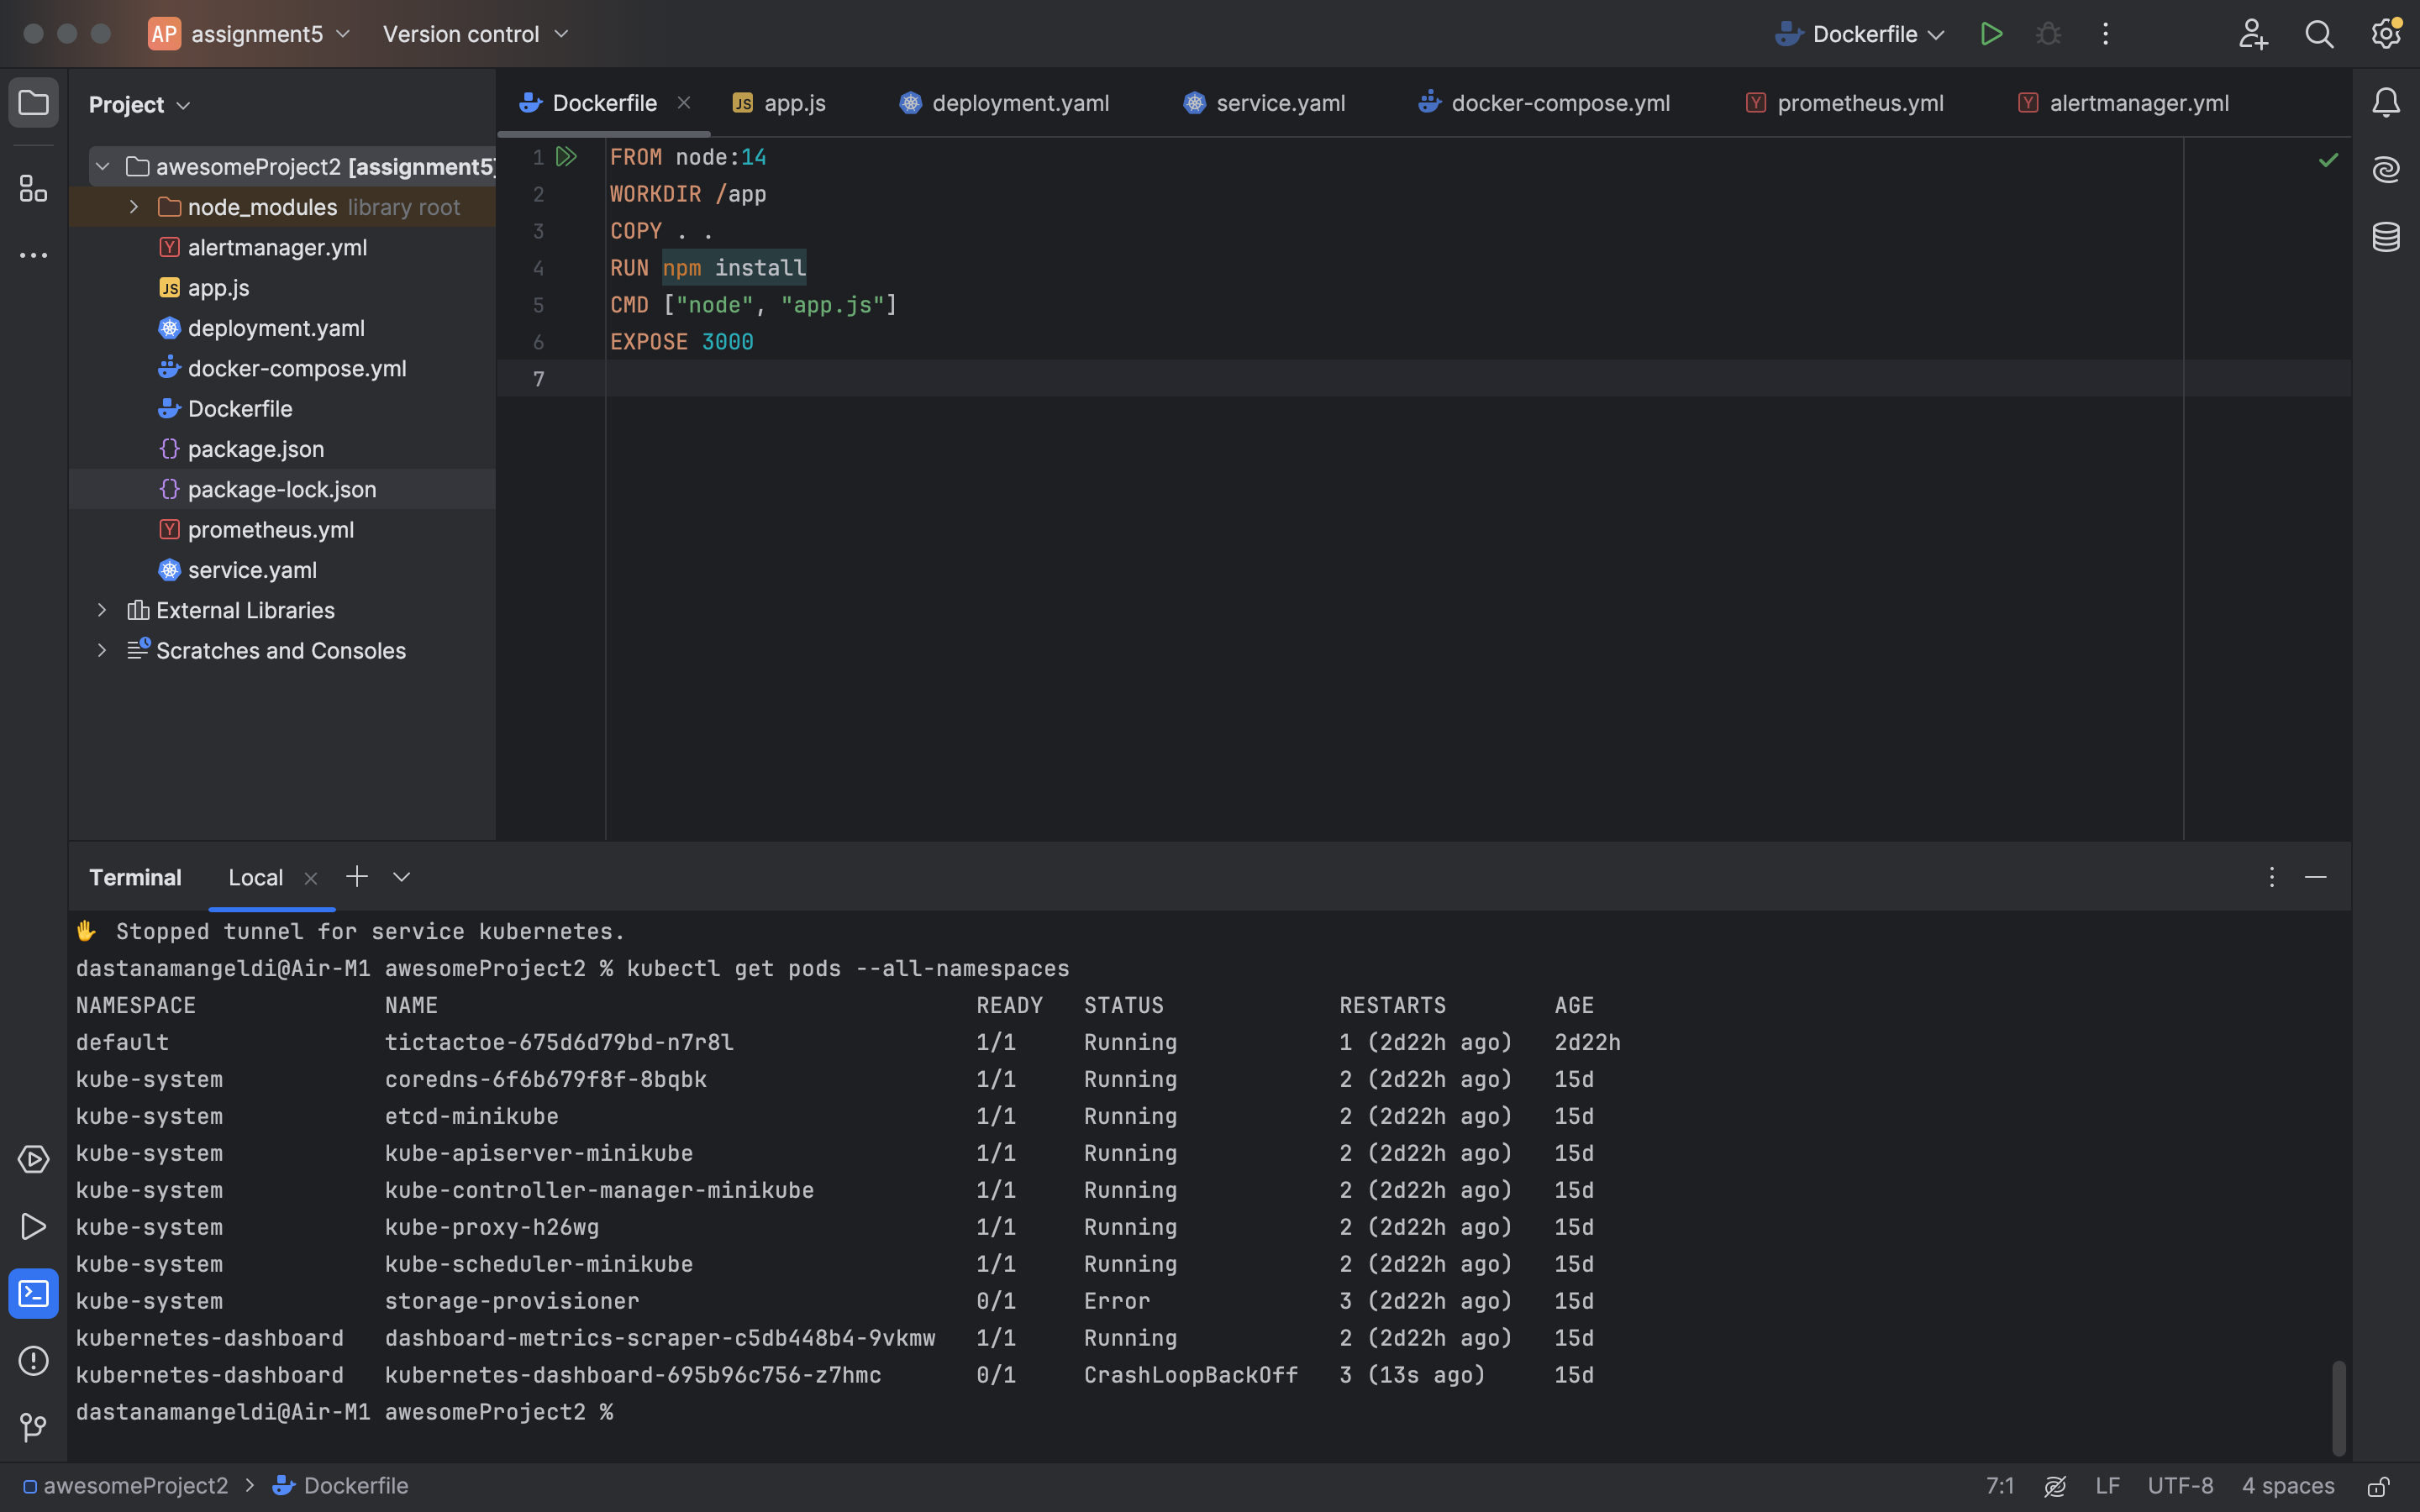 AP assignment5 Version control Dockerfile
Project
Dockerfile app.js deployment.yaml service.yaml docker-compose.yml prometheus.yml alertmanager.yml
awesomeProject2 [assignment5]
node_modules library root
alertmanager.yml
app.js
deployment.yaml
docker-compose.yml
Dockerfile
package.json
package-lock.json
prometheus.yml
service.yaml
External Libraries
Scratches and Consoles
1 FROM node:14
2 WORKDIR /app
3 COPY . .
4 RUN npm install
5 CMD ["node", "app.js"]
6 EXPOSE 3000
7
Terminal Local
Stopped tunnel for service kubernetes.
dastanamangeldi@Air-M1 awesomeProject2 % kubectl get pods --all-namespaces
NAMESPACE NAME READY STATUS RESTARTS AGE
default tictactoe-675d6d79bd-n7r8l 1/1 Running 1 (2d22h ago) 2d22h
kube-system coredns-6f6b679f8f-8bqbk 1/1 Running 2 (2d22h ago) 15d
kube-system etcd-minikube 1/1 Running 2 (2d22h ago) 15d
kube-system kube-apiserver-minikube 1/1 Running 2 (2d22h ago) 15d
kube-system kube-controller-manager-minikube 1/1 Running 2 (2d22h ago) 15d
kube-system kube-proxy-h26wg 1/1 Running 2 (2d22h ago) 15d
kube-system kube-scheduler-minikube 1/1 Running 2 (2d22h ago) 15d
kube-system storage-provisioner 0/1 Error 3 (2d22h ago) 15d
kubernetes-dashboard dashboard-metrics-scraper-c5db448b4-9vkmw 1/1 Running 2 (2d22h ago) 15d
kubernetes-dashboard kubernetes-dashboard-695b96c756-z7hmc 0/1 CrashLoopBackOff 3 (13s ago) 15d
dastanamangeldi@Air-M1 awesomeProject2 %
awesomeProject2 > Dockerfile 7:1 LF UTF-8 4 spaces